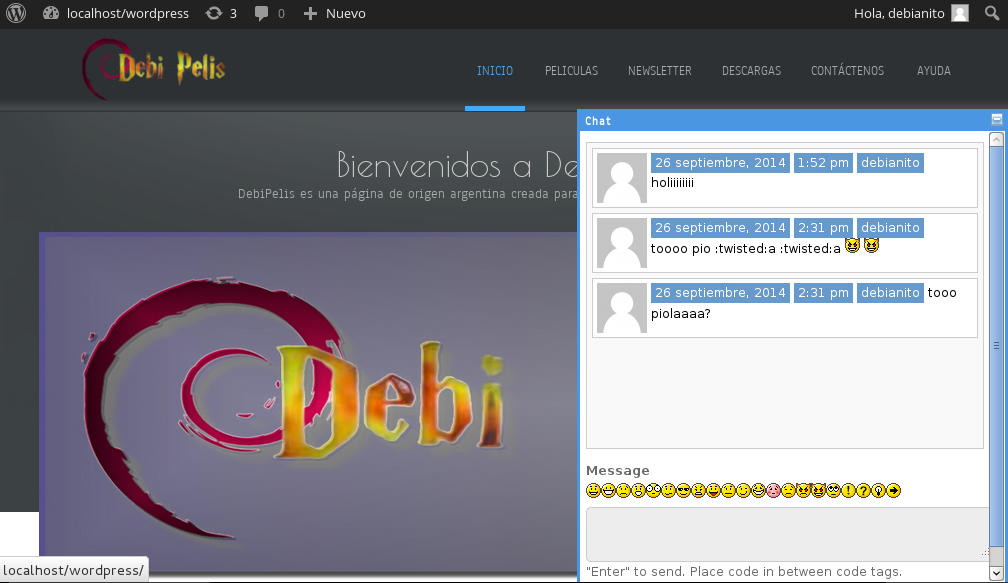 localhost/wordpress 3 0 Nuevo Hola, debianito
Debi Pelis
INICIO PELICULAS NEWSLETTER DESCARGAS CONTÁCTENOS AYUDA
Chat
Bienvenidos a De
DebiPelis es una página de origen argentina creada para
26 septiembre, 2014 1:52 pm debianito
holiiiiiiii
26 septiembre, 2014 2:31 pm debianito
toooo pio :twisted:a :twisted:a
26 septiembre, 2014 2:31 pm debianito tooo
piolaaaa?
Debi
Message
"Enter" to send. Place code in between code tags.
localhost/wordpress/